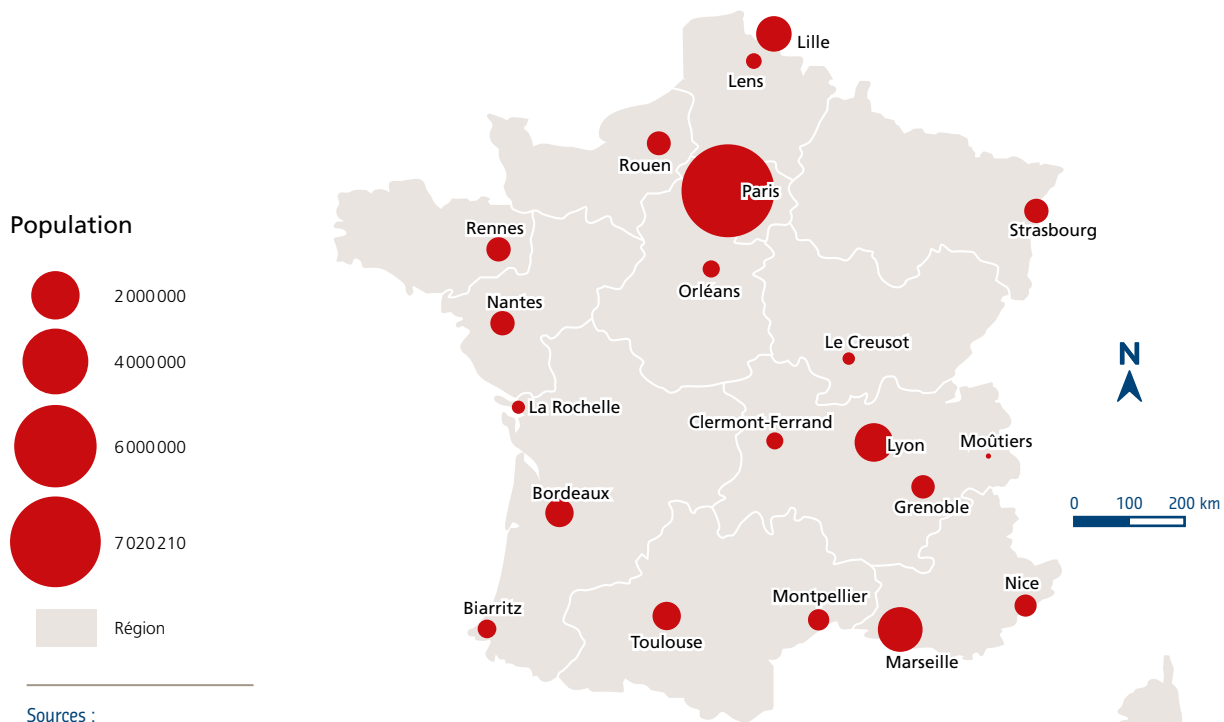 Population
2 000 000
4 000 000
6 000 000
7 020 210
Région
Sources :
Lille
Lens
Rouen
Paris
Strasbourg
Rennes
Orléans
Nantes
Le Creusot
La Rochelle
Clermont-Ferrand
Lyon
Moûtiers
Grenoble
Bordeaux
Biarritz
Toulouse
Montpellier
Marseille
Nice
N
0 100 200 km